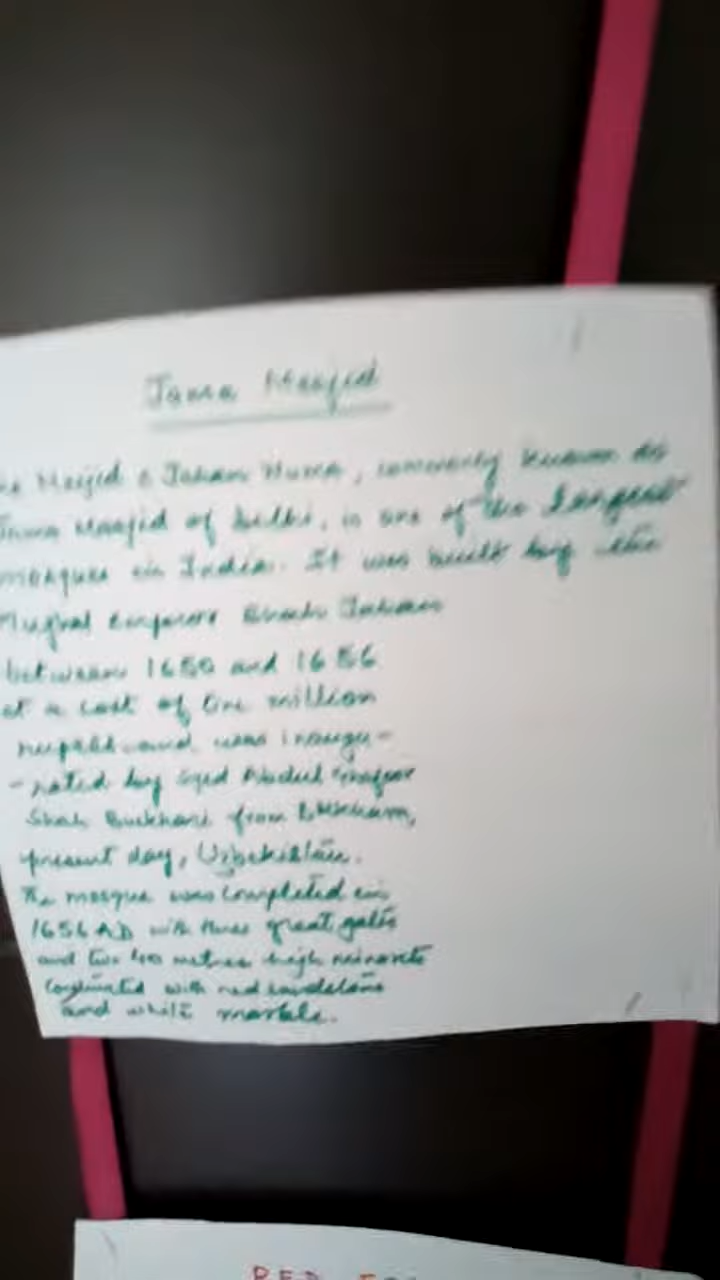 Jama Masjid
Masjid e Jahan Numa, commonly known as
Jama Masjid of Delhi, is one of the largest
mosques in India. It was built by the
Mughal Emperor Shah Jahan
between 1650 and 1656
at a cost of one million
rupees and was inaugu-
-rated by Syed Abdul Ghafoor
Shah Bukhari from
present day, Uzbekistan.
The mosque was completed in
1656 AD with three great gates
and two 40 metres high minarets
with red sandstone
and white marble.
RED